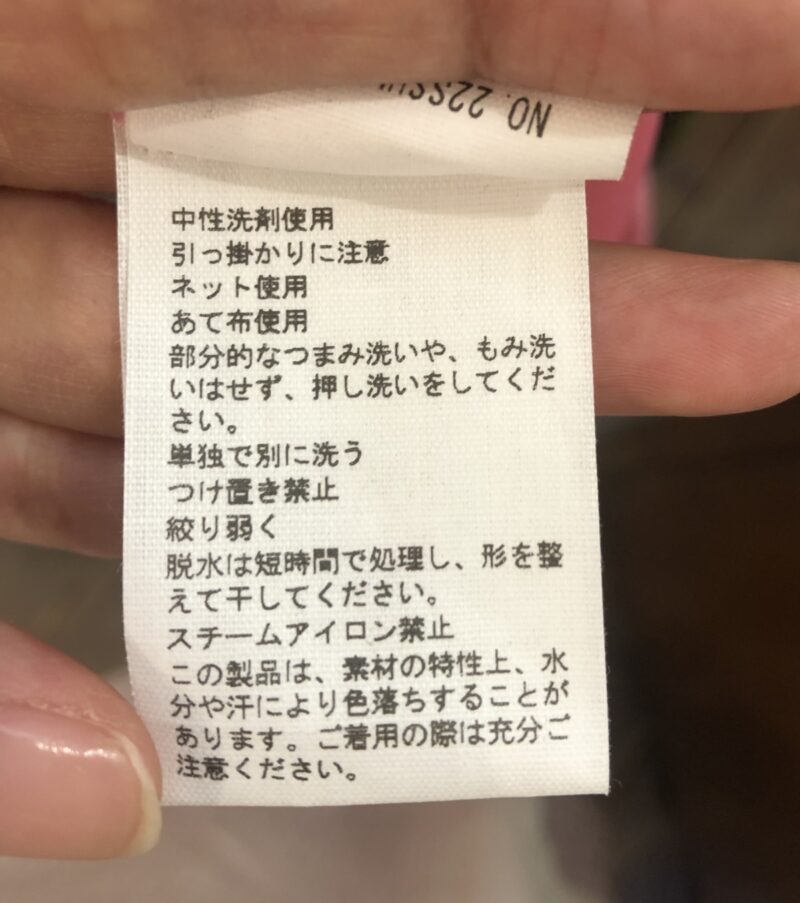 NO. 22SS
中性洗剤使用
引っ掛かりに注意
ネット使用
あて布使用
部分的なつまみ洗いや、もみ洗
いはせず、押し洗いをしてくだ
さい。
単独で別に洗う
つけ置き禁止
絞り弱く
脱水は短時間で処理し、形を整
えて干してください。
スチームアイロン禁止
この製品は、素材の特性上、水
分や汗により色落ちすることが
あります。ご着用の際は充分ご
注意ください。